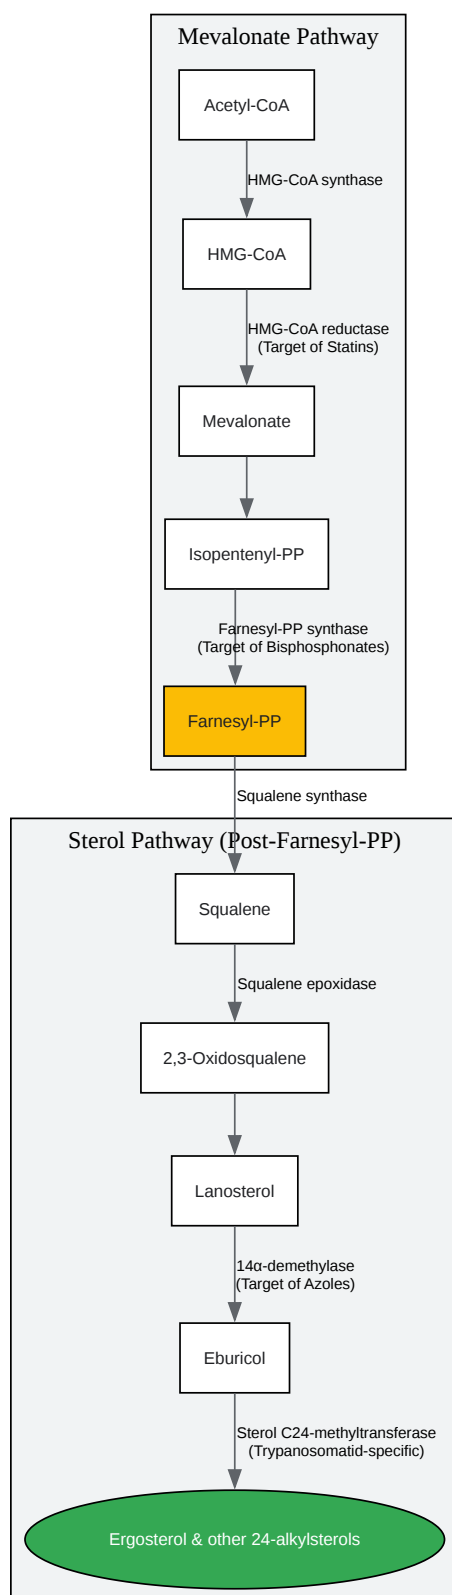 Mevalonate Pathway
Acetyl-CoA
HMG-CoA synthase
HMG-CoA
HMG-CoA reductase
(Target of Statins)
Mevalonate
Isopentenyl-PP
Farnesyl-PP synthase
(Target of Bisphosphonates)
Farnesyl-PP
Squalene synthase
Sterol Pathway (Post-Farnesyl-PP)
Squalene
Squalene epoxidase
2,3-Oxidosqualene
Lanosterol
14α-demethylase
(Target of Azoles)
Eburicol
Sterol C24-methyltransferase
(Trypanosomatid-specific)
Ergosterol & other 24-alkylsterols